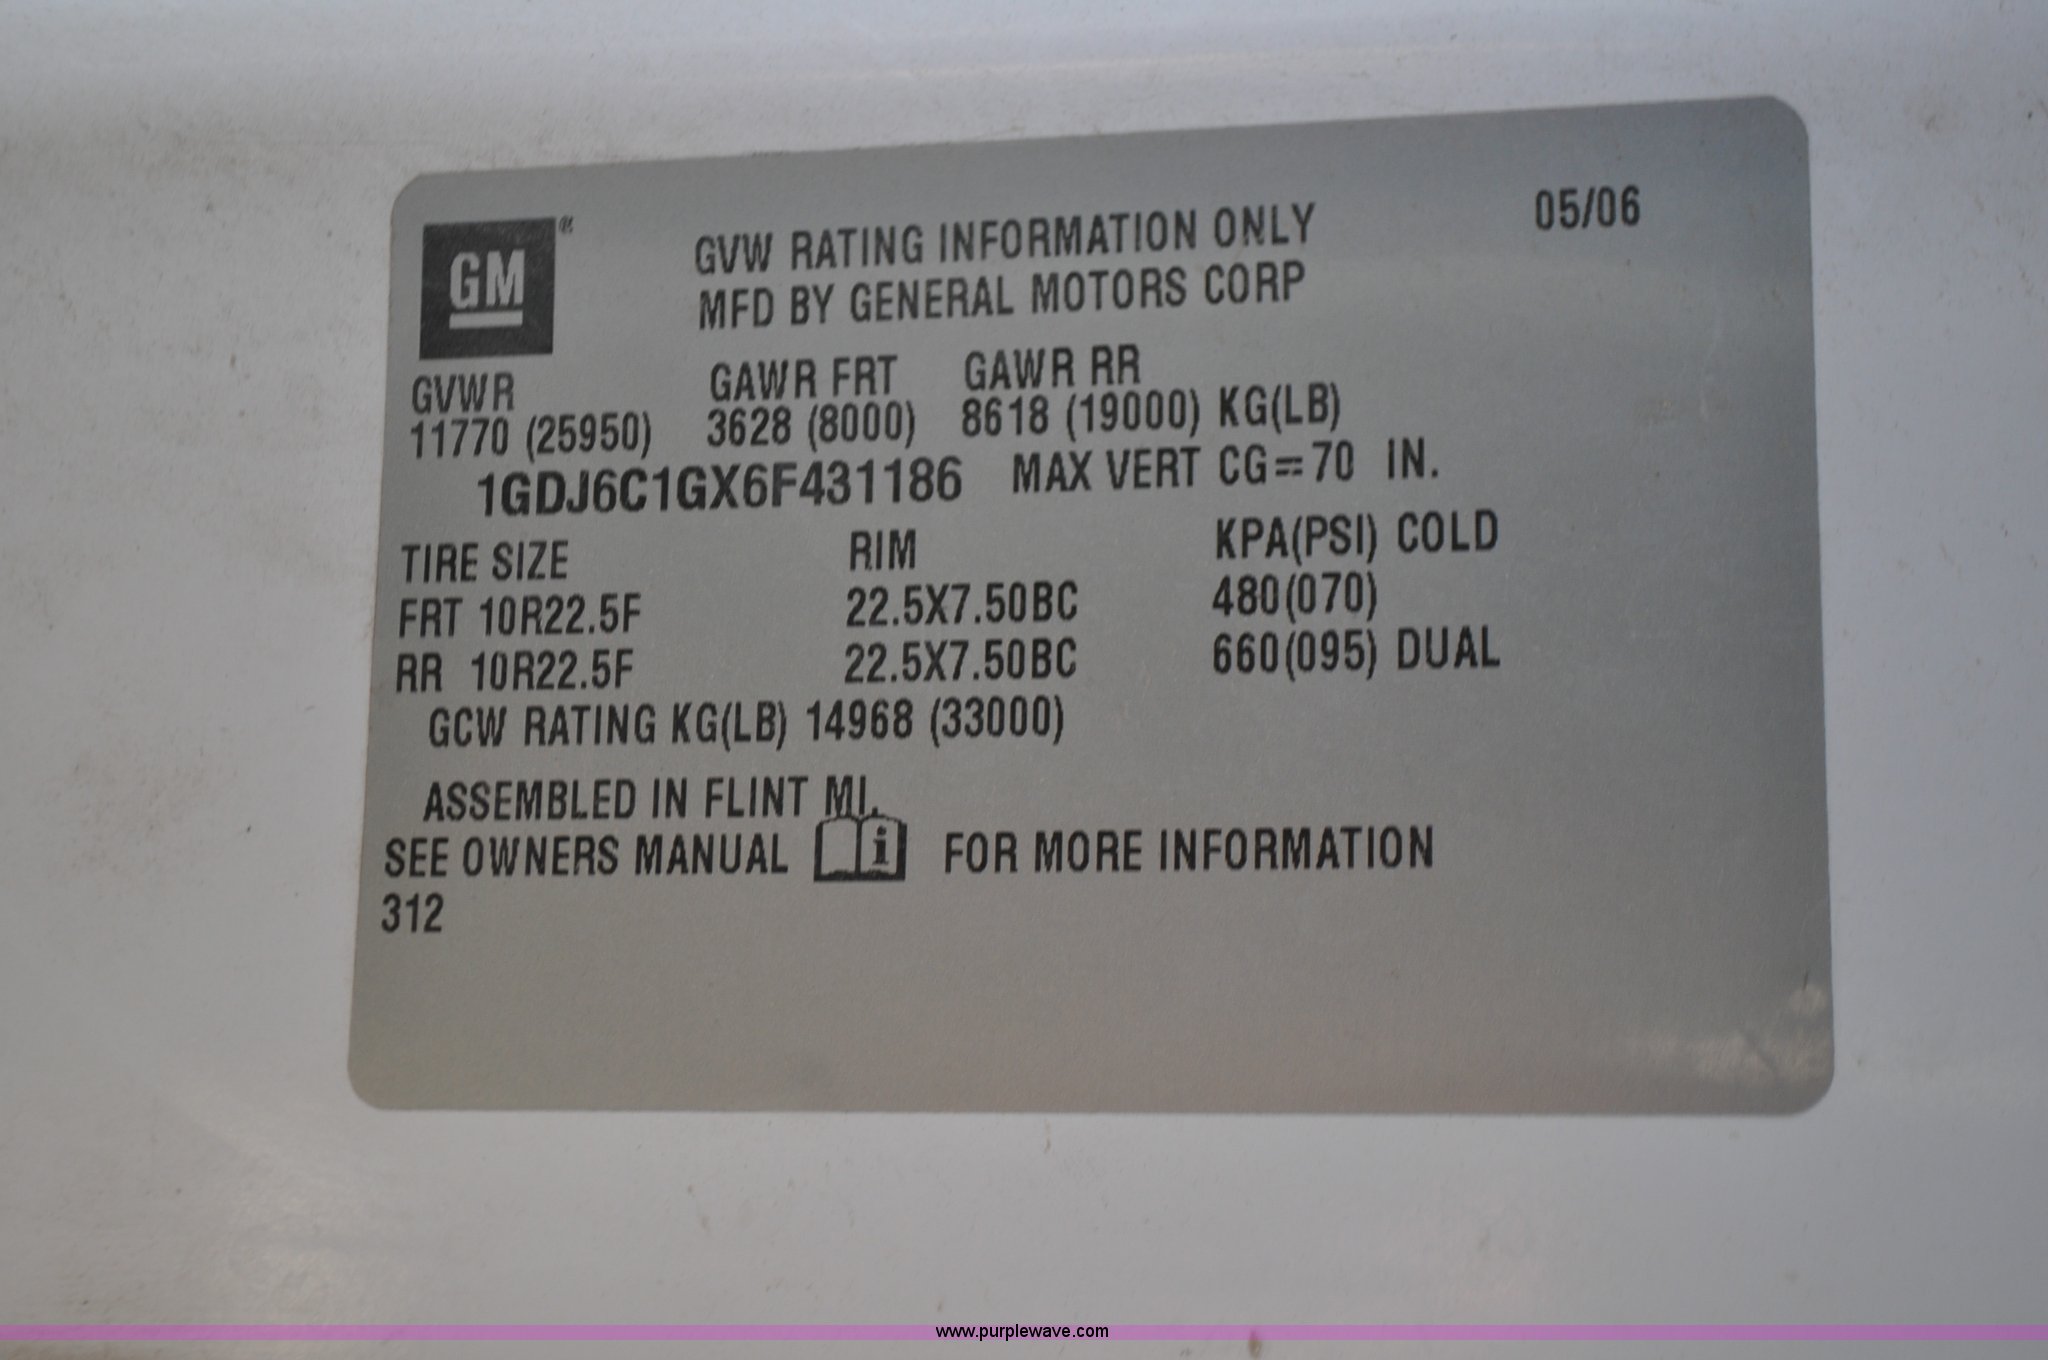 GM®
GVW RATING INFORMATION ONLY 05/06
MFD BY GENERAL MOTORS CORP
GVWR GAWR FRT GAWR RR
11770 (25950) 3628 (8000) 8618 (19000) KG(LB)
1GDJ6C1GX6F431186 MAX VERT CG=70 IN.
TIRE SIZE RIM KPA(PSI) COLD
FRT 10R22.5F 22.5X7.50BC 480(070)
RR 10R22.5F 22.5X7.50BC 660(095) DUAL
GCW RATING KG(LB) 14968 (33000)
ASSEMBLED IN FLINT MI.
SEE OWNERS MANUAL i FOR MORE INFORMATION
312
www.purplewave.com